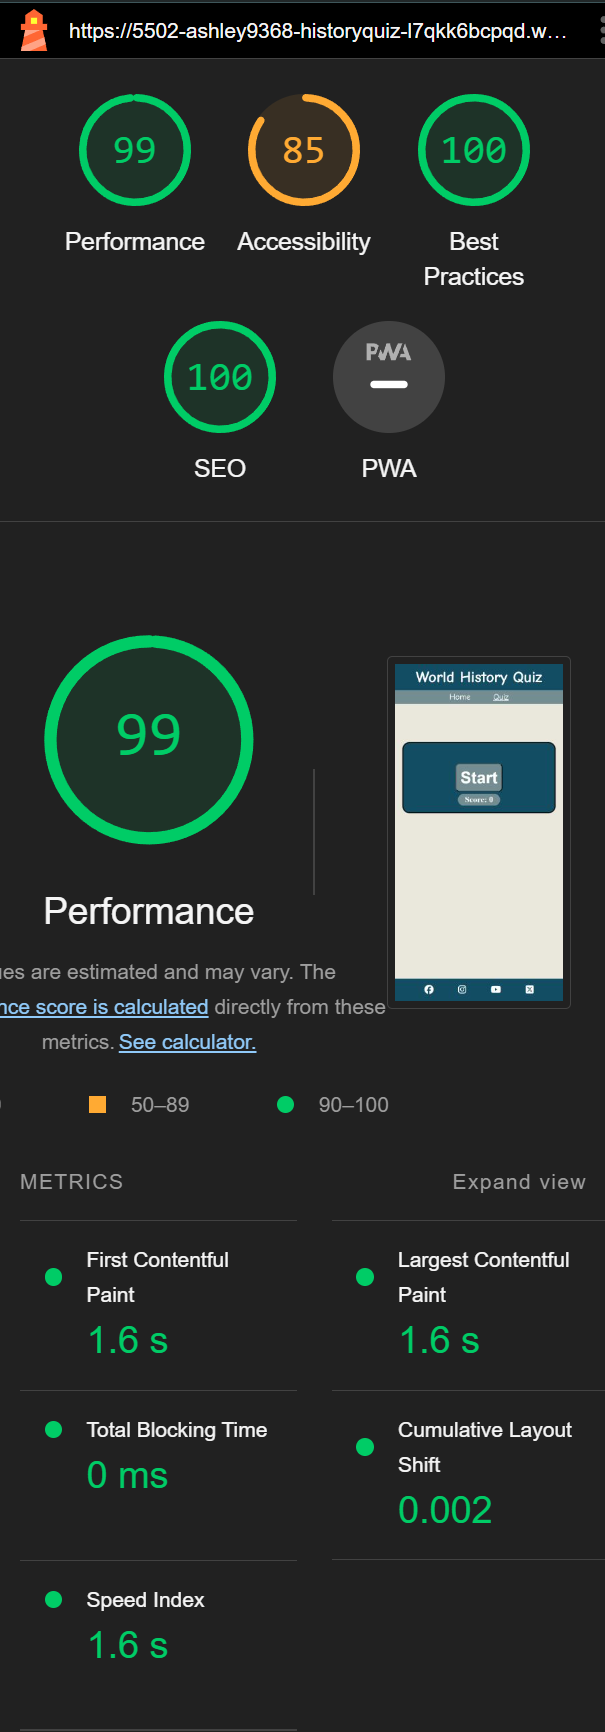 https://5502-ashley9368-historyquiz-l7qkk6bcpqd.w…
99
85
100
Performance
Accessibility
Best
Practices
100
PWA
SEO
PWA
99
World History Quiz
Home
Quiz
Start
Score: 0
Performance
are estimated and may vary. The
score is calculated directly from these
metrics. See calculator.
50–89
90–100
METRICS
Expand view
First Contentful
Paint
1.6 s
Largest Contentful
Paint
1.6 s
Total Blocking Time
0 ms
Cumulative Layout
Shift
0.002
Speed Index
1.6 s